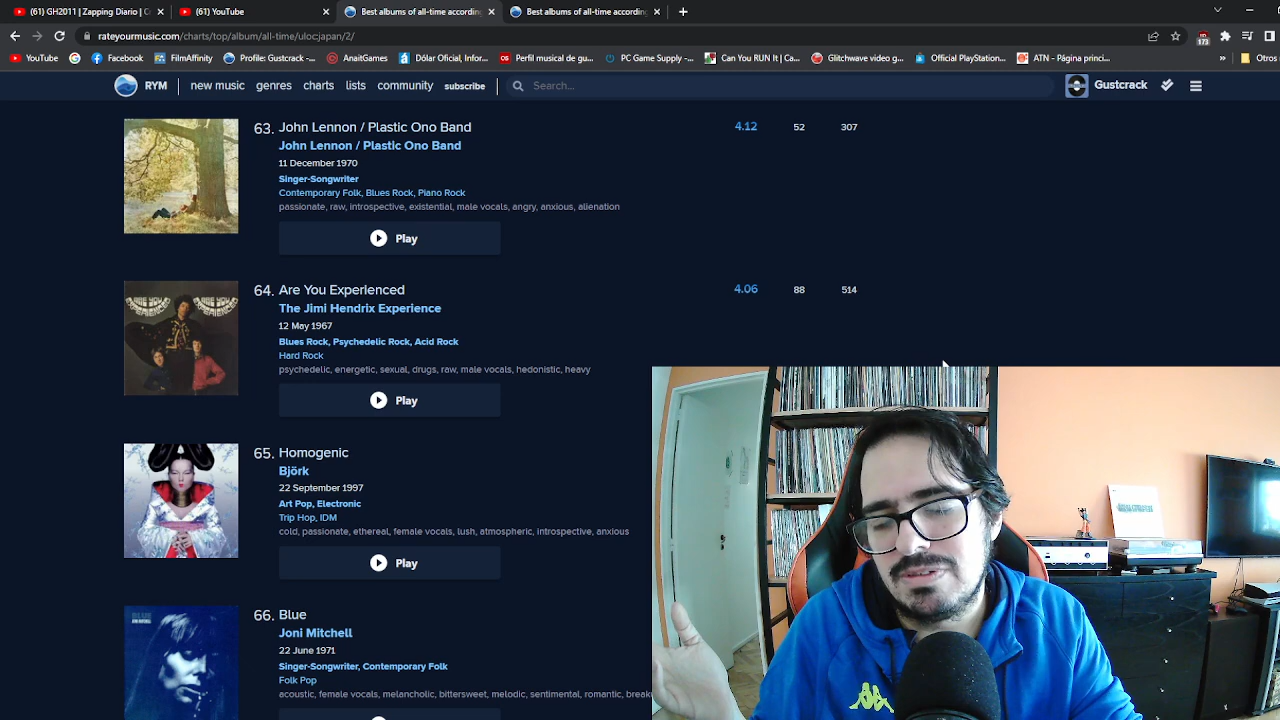 (61) GH2011 | Zapping Diario | C
(61) YouTube
Best albums of all-time according
Best albums of all-time according
rateyourmusic.com/charts/top/album/all-time/ulocjapan/2/
173
YouTube
G
Facebook
FilmAffinity
Profile: Gustcrack -...
AnaitGames
Dólar Oficial, Infor...
Perfil musical de gu...
PC Game Supply -...
Can You RUN It | Ca...
Glitchwave video g...
Official PlayStation...
ATN - Página princi...
»
Otros
RYM
new music
genres
charts
lists
community
subscribe
Search...
Gustcrack
63. John Lennon / Plastic Ono Band
4.12
52
307
John Lennon / Plastic Ono Band
11 December 1970
Singer-Songwriter
Contemporary Folk, Blues Rock, Piano Rock
passionate, raw, introspective, existential, male vocals, angry, anxious, alienation
Play
64. Are You Experienced
4.06
88
514
The Jimi Hendrix Experience
12 May 1967
Blues Rock, Psychedelic Rock, Acid Rock
Hard Rock
psychedelic, energetic, sexual, drugs, raw, male vocals, hedonistic, heavy
Play
65. Homogenic
Björk
22 September 1997
Art Pop, Electronic
Trip Hop, IDM
cold, passionate, ethereal, female vocals, lush, atmospheric, introspective, anxious
Play
66. Blue
Joni Mitchell
22 June 1971
Singer-Songwriter, Contemporary Folk
Folk Pop
acoustic, female vocals, melancholic, bittersweet, melodic, sentimental, romantic, break